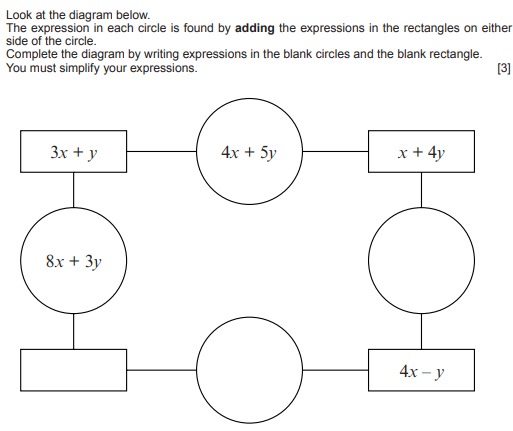 Look at the diagram below.
The expression in each circle is found by adding the expressions in the rectangles on either
side of the circle.
Complete the diagram by writing expressions in the blank circles and the blank rectangle.
You must simplify your expressions. [3]
3x + y
4x + 5y
x + 4y
8x + 3y
4x – y